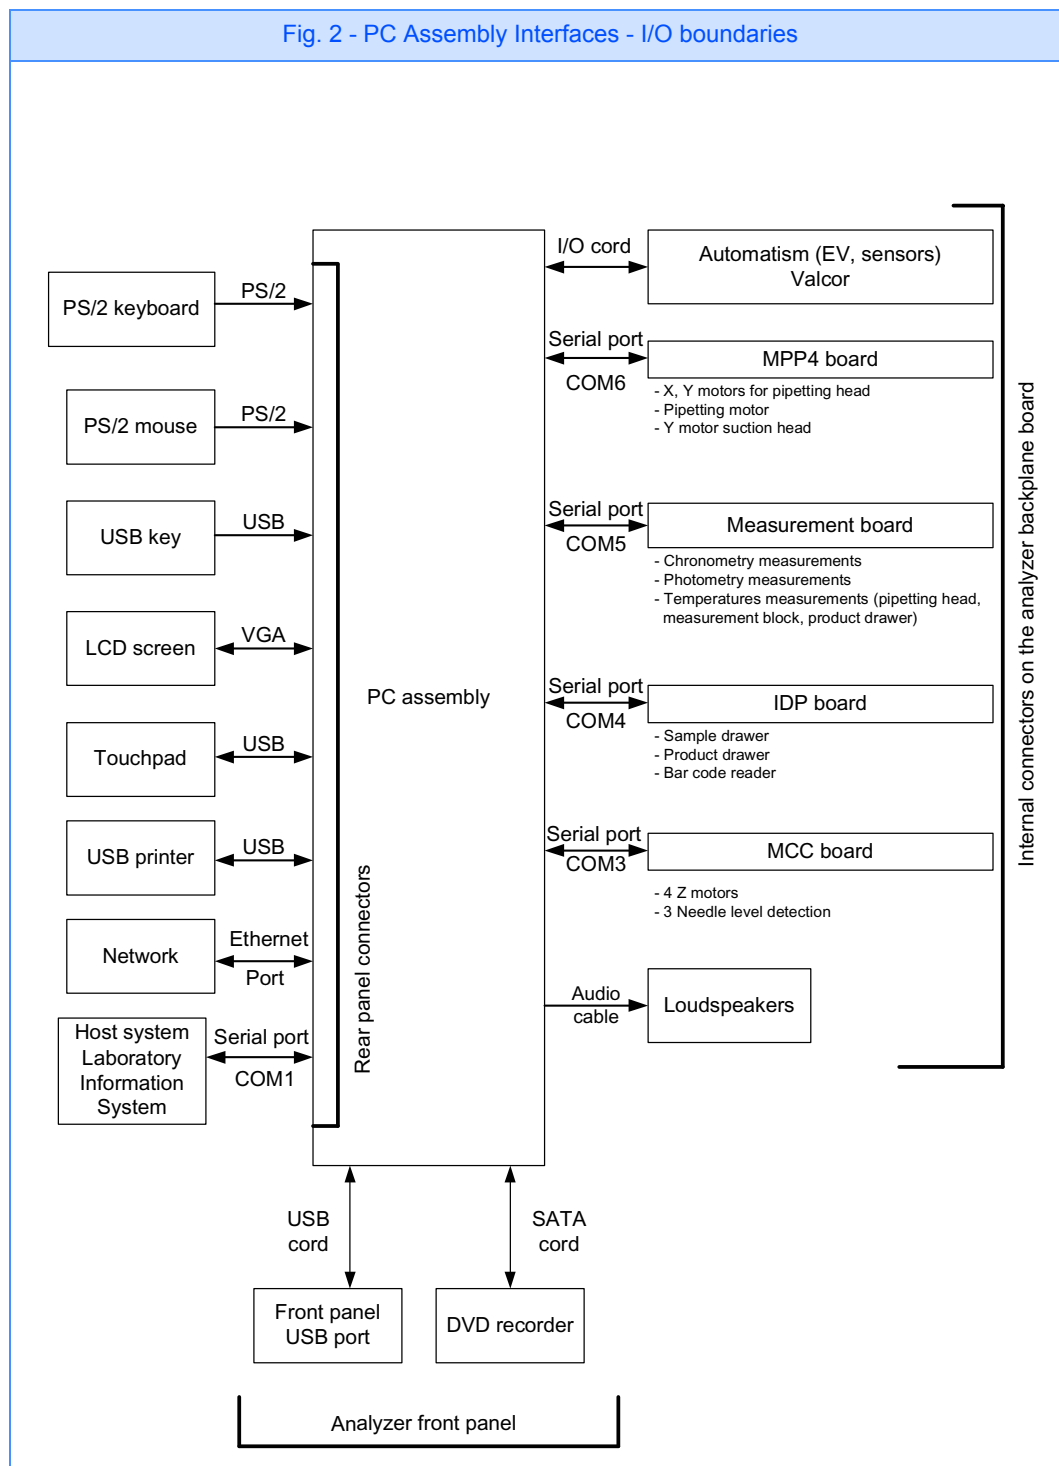 Fig. 2 - PC Assembly Interfaces - I/O boundaries
PS/2 keyboard
PS/2
PS/2 mouse
PS/2
USB key
USB
LCD screen
VGA
Touchpad
USB
USB printer
USB
Network
Ethernet
Port
Host system
Laboratory
Information
System
Serial port
COM1
Rear panel connectors
PC assembly
I/O cord
Automatism (EV, sensors)
Valcor
Serial port
COM6
MPP4 board
- X, Y motors for pipetting head
- Pipetting motor
- Y motor suction head
Serial port
COM5
Measurement board
- Chronometry measurements
- Photometry measurements
- Temperatures measurements (pipetting head,
measurement block, product drawer)
Serial port
COM4
IDP board
- Sample drawer
- Product drawer
- Bar code reader
Serial port
COM3
MCC board
- 4 Z motors
- 3 Needle level detection
Audio
cable
Loudspeakers
Internal connectors on the analyzer backplane board
USB
cord
SATA
cord
Front panel
USB port
DVD recorder
Analyzer front panel